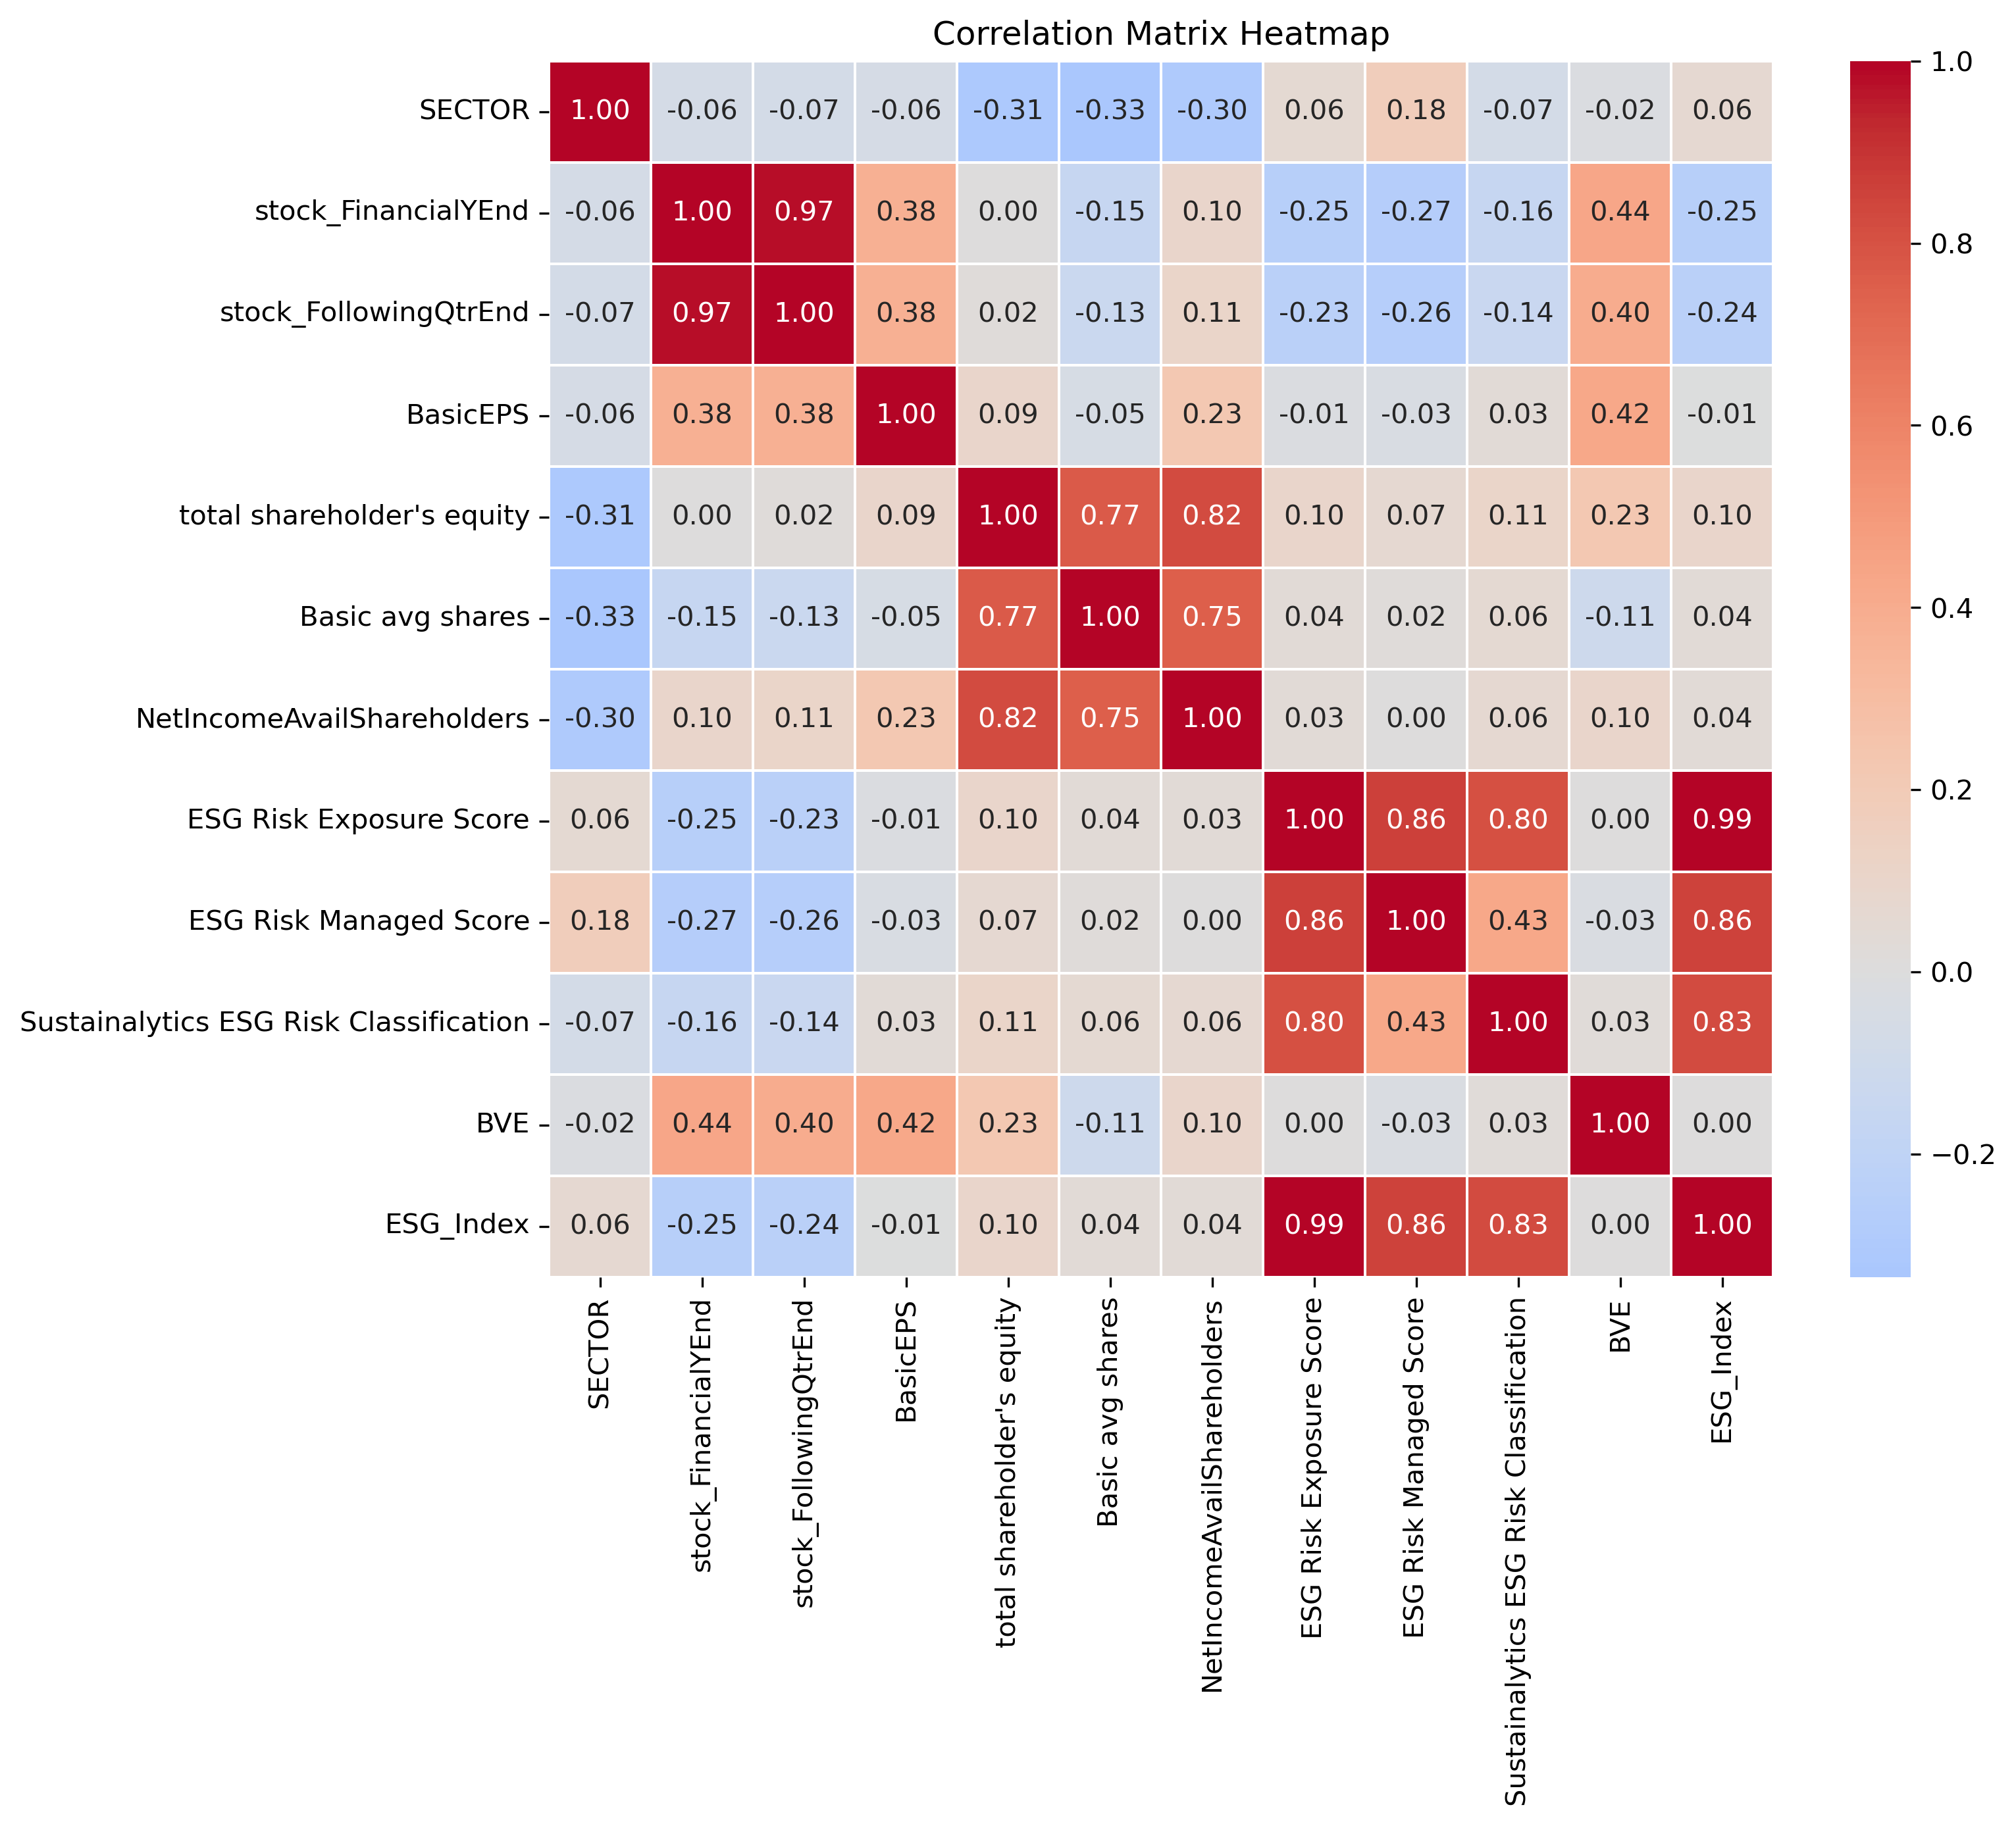 Correlation Matrix Heatmap
SECTOR 1.00 -0.06 -0.07 -0.06 -0.31 -0.33 -0.30 0.06 0.18 -0.07 -0.02 0.06
stock_FinancialYEnd -0.06 1.00 0.97 0.38 0.00 -0.15 0.10 -0.25 -0.27 -0.16 0.44 -0.25
stock_FollowingQtrEnd -0.07 0.97 1.00 0.38 0.02 -0.13 0.11 -0.23 -0.26 -0.14 0.40 -0.24
BasicEPS -0.06 0.38 0.38 1.00 0.09 -0.05 0.23 -0.01 -0.03 0.03 0.42 -0.01
total shareholder's equity -0.31 0.00 0.02 0.09 1.00 0.77 0.82 0.10 0.07 0.11 0.23 0.10
Basic avg shares -0.33 -0.15 -0.13 -0.05 0.77 1.00 0.75 0.04 0.02 0.06 -0.11 0.04
NetIncomeAvailShareholders -0.30 0.10 0.11 0.23 0.82 0.75 1.00 0.03 0.00 0.06 0.10 0.04
ESG Risk Exposure Score 0.06 -0.25 -0.23 -0.01 0.10 0.04 0.03 1.00 0.86 0.80 0.00 0.99
ESG Risk Managed Score 0.18 -0.27 -0.26 -0.03 0.07 0.02 0.00 0.86 1.00 0.43 -0.03 0.86
Sustainalytics ESG Risk Classification -0.07 -0.16 -0.14 0.03 0.11 0.06 0.06 0.80 0.43 1.00 0.03 0.83
BVE -0.02 0.44 0.40 0.42 0.23 -0.11 0.10 0.00 -0.03 0.03 1.00 0.00
ESG_Index 0.06 -0.25 -0.24 -0.01 0.10 0.04 0.04 0.99 0.86 0.83 0.00 1.00
SECTOR
stock_FinancialYEnd
stock_FollowingQtrEnd
BasicEPS
total shareholder's equity
Basic avg shares
NetIncomeAvailShareholders
ESG Risk Exposure Score
ESG Risk Managed Score
Sustainalytics ESG Risk Classification
BVE
ESG_Index
1.0
0.8
0.6
0.4
0.2
0.0
−0.2